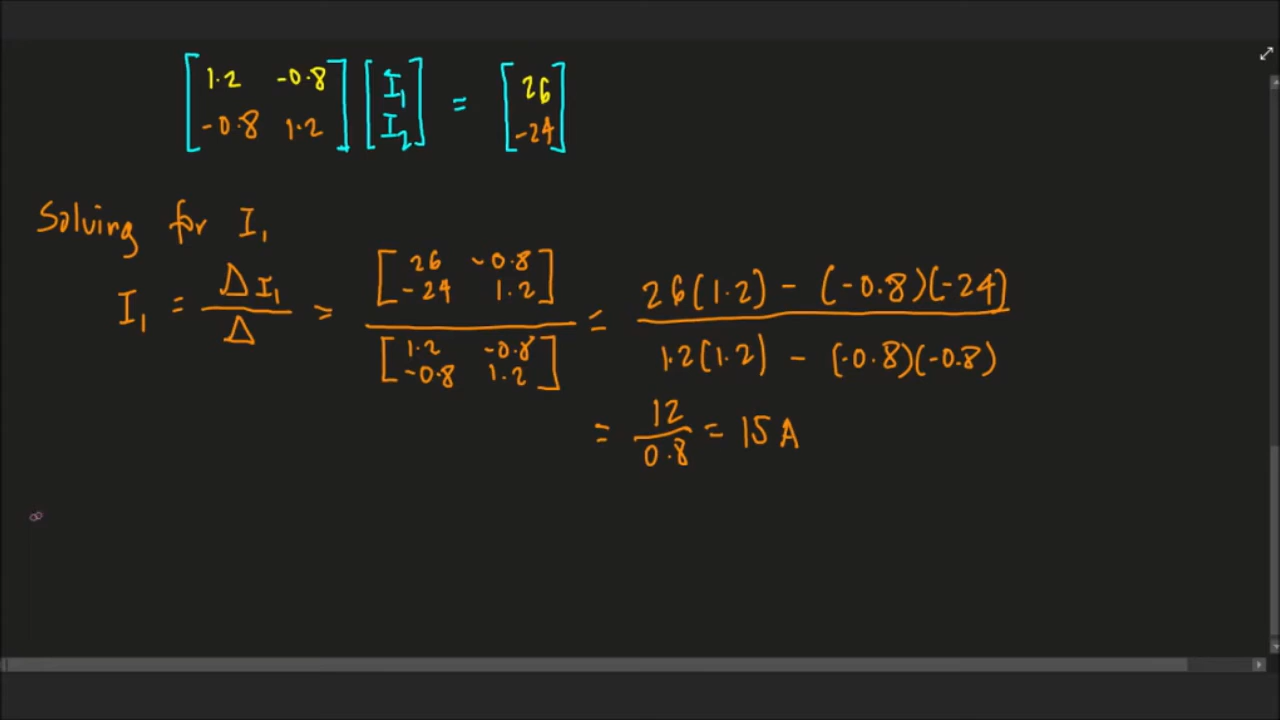 [1.2 -0.8] [I₁] = [26]
[-0.8 1.2] [I₂] [-24]
Solving for I₁
I₁ = ΔI₁ / Δ = [26 -0.8; -24 1.2] / [1.2 -0.8; -0.8 1.2] = 26(1.2) - (-0.8)(-24) / 1.2(1.2) - (-0.8)(-0.8)
= 12 / 0.8 = 15 A